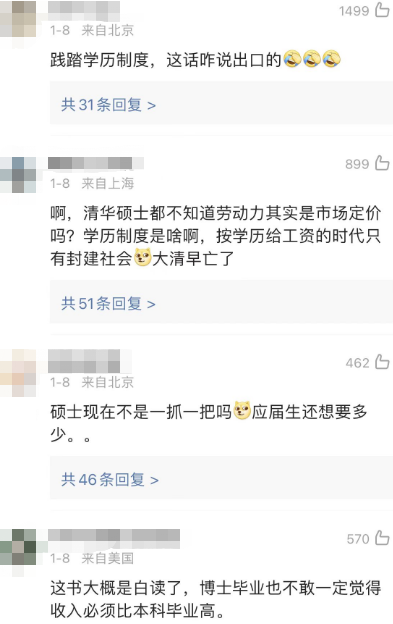 1499
1-8 来自北京
践踏学历制度，这话咋说出口的🤣🤣🤣
共31条回复 >
899
1-8 来自上海
啊，清华硕士都不知道劳动力其实是市场定价
吗？学历制度是啥啊，按学历给工资的时代只
有封建社会大清早亡了
共51条回复 >
462
1-8 来自北京
硕士现在不是一抓一把吗应届生还想要多
少。。
共46条回复 >
570
1-8 来自美国
这书大概是白读了，博士毕业也不敢一定觉得
收入必须比本科毕业高。